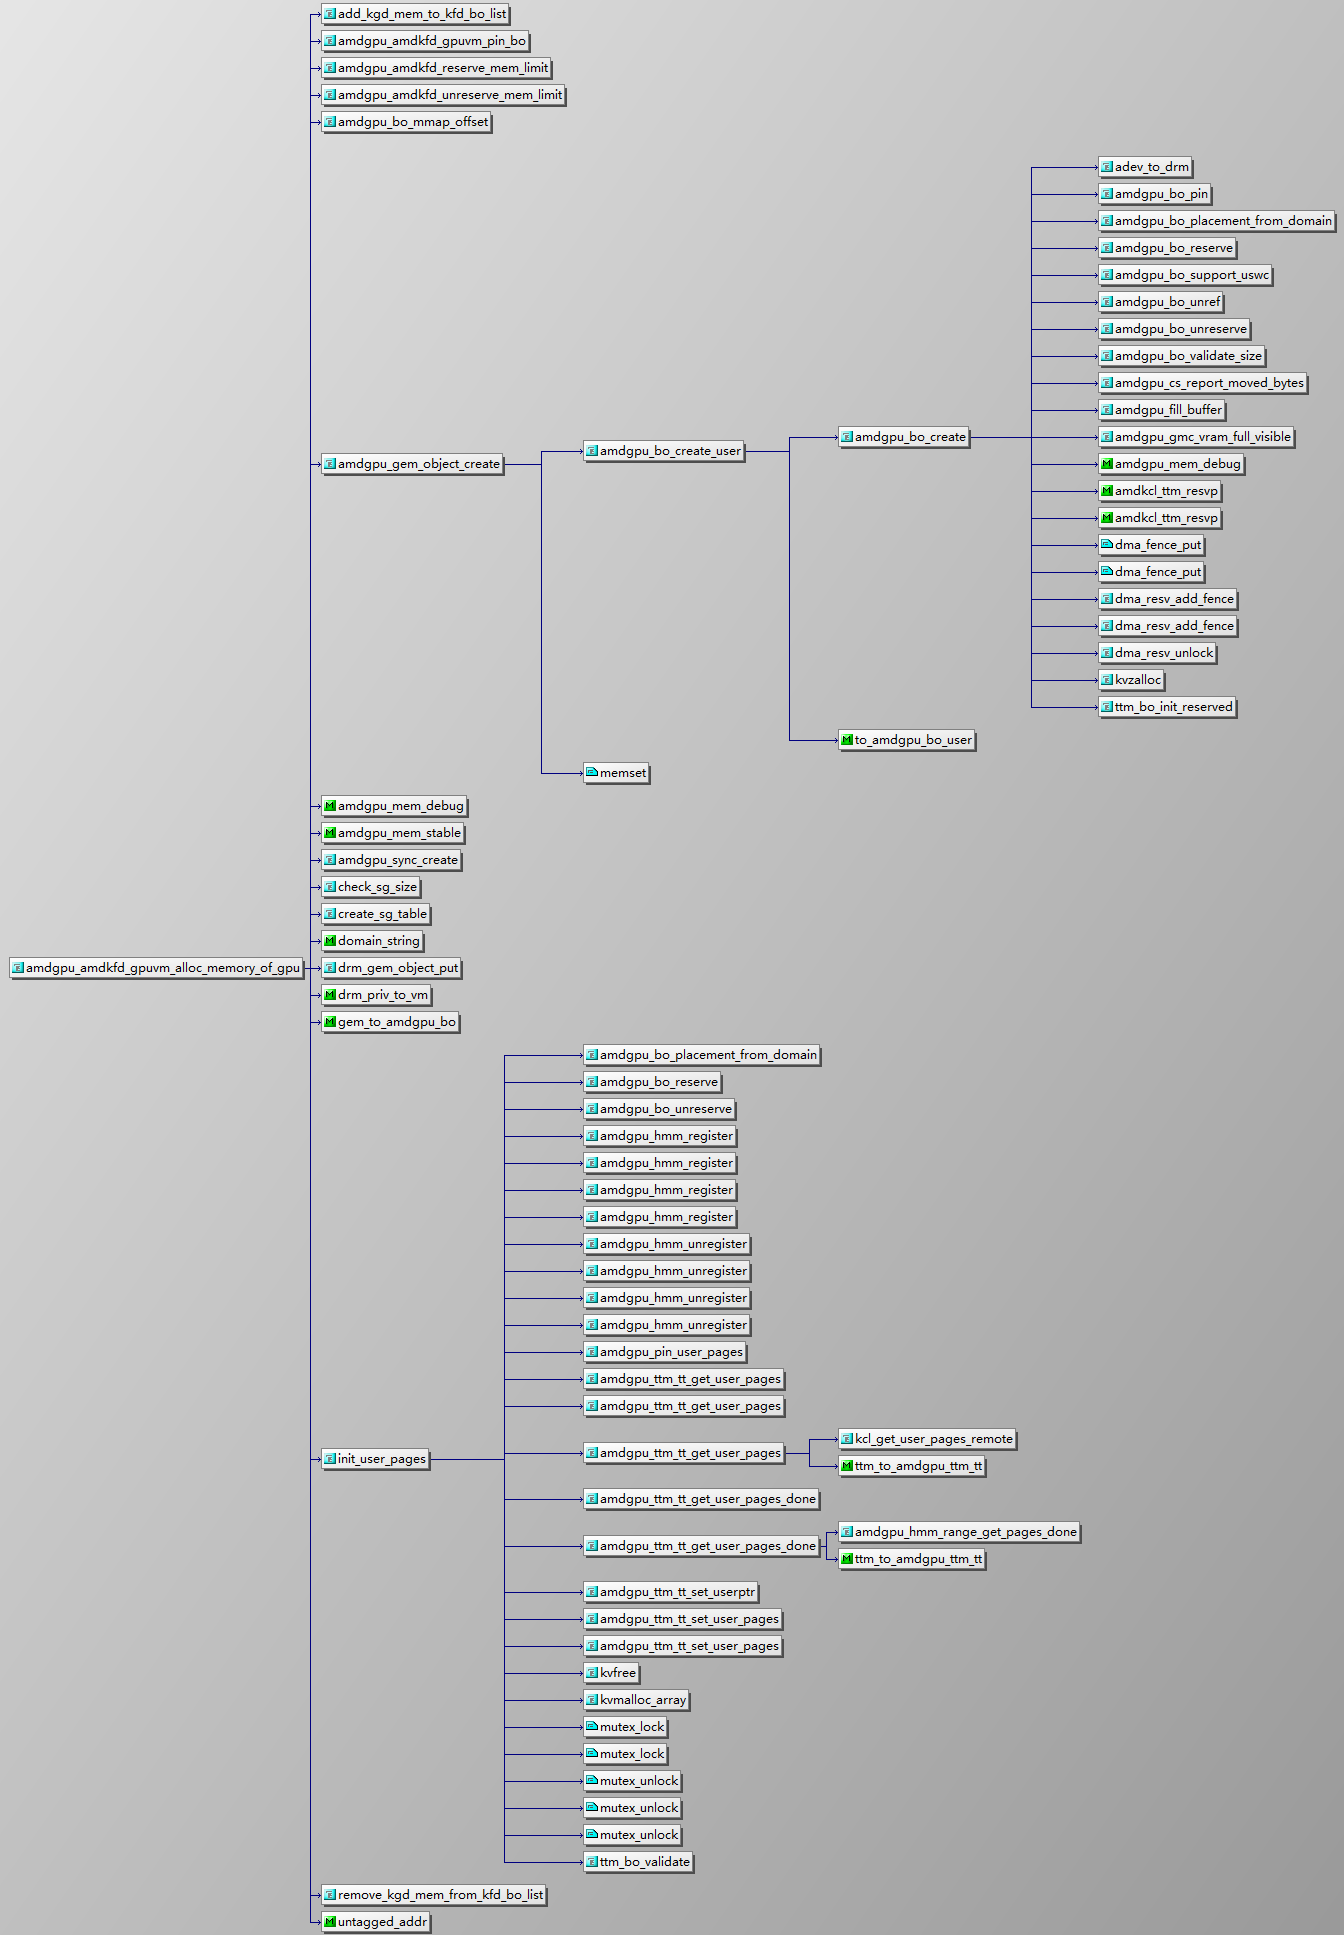 add_kgd_mem_to_kfd_bo_list
amdgpu_amdkfd_gpuvm_pin_bo
amdgpu_amdkfd_reserve_mem_limit
amdgpu_amdkfd_unreserve_mem_limit
amdgpu_bo_mmap_offset
adev_to_drm
amdgpu_bo_pin
amdgpu_bo_placement_from_domain
amdgpu_bo_reserve
amdgpu_bo_support_uswc
amdgpu_bo_unref
amdgpu_bo_unreserve
amdgpu_bo_validate_size
amdgpu_cs_report_moved_bytes
amdgpu_fill_buffer
amdgpu_bo_create
amdgpu_gmc_vram_full_visible
amdgpu_bo_create_user
amdgpu_gem_object_create
amdgpu_mem_debug
amdkcl_ttm_resvp
amdkcl_ttm_resvp
dma_fence_put
dma_fence_put
dma_resv_add_fence
dma_resv_add_fence
dma_resv_unlock
kvzalloc
ttm_bo_init_reserved
to_amdgpu_bo_user
memset
amdgpu_mem_debug
amdgpu_mem_stable
amdgpu_sync_create
check_sg_size
create_sg_table
domain_string
amdgpu_amdkfd_gpuvm_alloc_memory_of_gpu
drm_gem_object_put
drm_priv_to_vm
gem_to_amdgpu_bo
amdgpu_bo_placement_from_domain
amdgpu_bo_reserve
amdgpu_bo_unreserve
amdgpu_hmm_register
amdgpu_hmm_register
amdgpu_hmm_register
amdgpu_hmm_register
amdgpu_hmm_unregister
amdgpu_hmm_unregister
amdgpu_hmm_unregister
amdgpu_hmm_unregister
amdgpu_pin_user_pages
amdgpu_ttm_tt_get_user_pages
amdgpu_ttm_tt_get_user_pages
kcl_get_user_pages_remote
amdgpu_ttm_tt_get_user_pages
init_user_pages
ttm_to_amdgpu_ttm_tt
amdgpu_ttm_tt_get_user_pages_done
amdgpu_hmm_range_get_pages_done
amdgpu_ttm_tt_get_user_pages_done
ttm_to_amdgpu_ttm_tt
amdgpu_ttm_tt_set_userptr
amdgpu_ttm_tt_set_user_pages
amdgpu_ttm_tt_set_user_pages
kvfree
kvmalloc_array
mutex_lock
mutex_lock
mutex_unlock
mutex_unlock
mutex_unlock
ttm_bo_validate
remove_kgd_mem_from_kfd_bo_list
untagged_addr